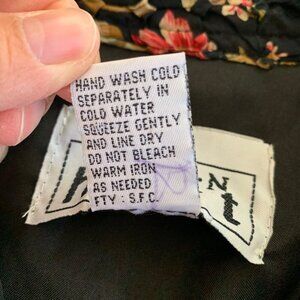 HAND WASH COLD
SEPARATELY IN
COLD WATER
SQUEEZE GENTLY
AND LINE DRY
DO NOT BLEACH
WARM IRON
AS NEEDED
FTY : S.F.C.